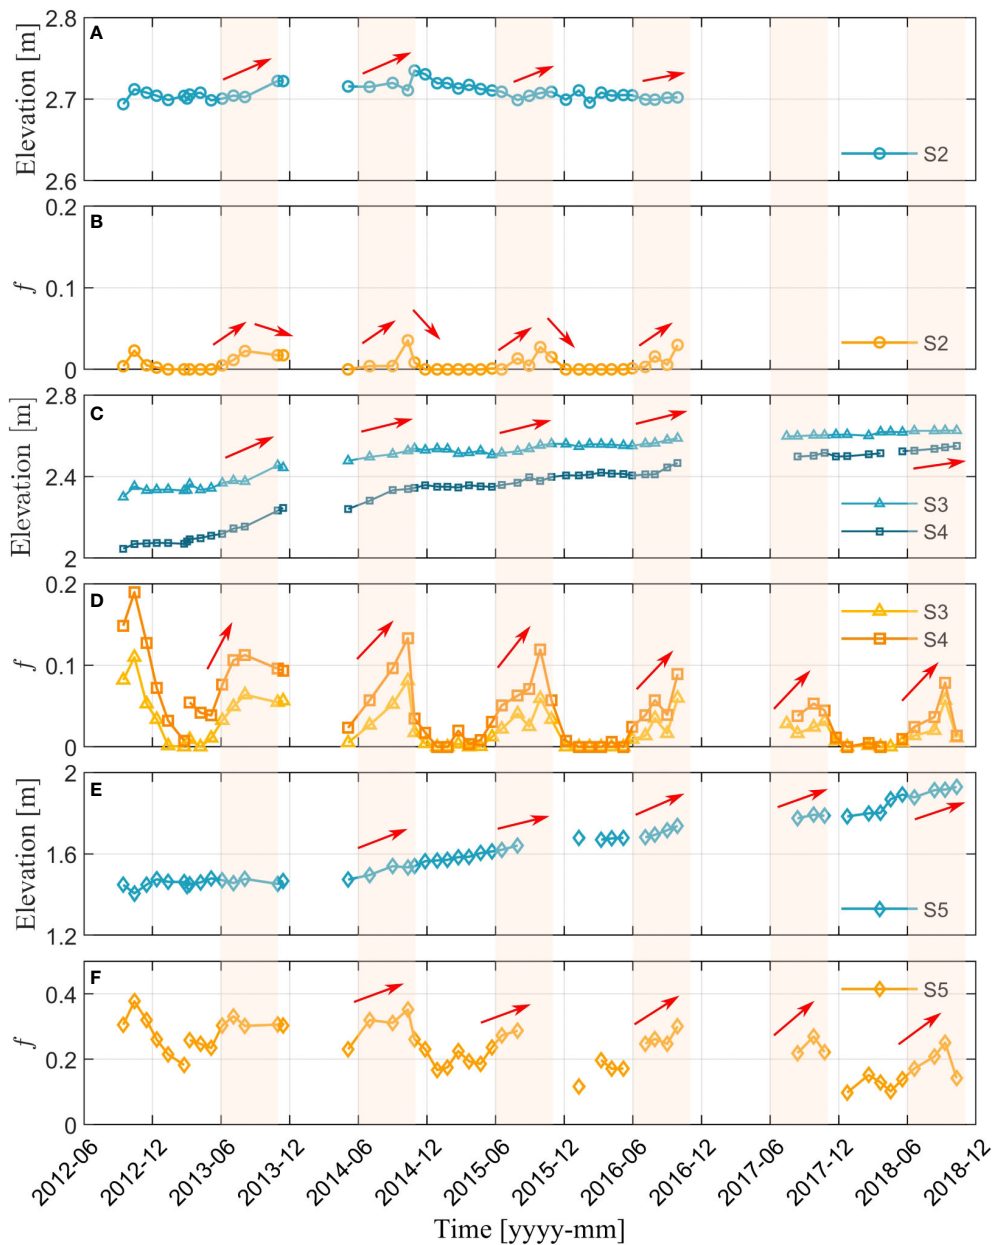 A
Elevation [m]
2.8
2.7
2.6
S2
B
f
0.2
0.1
0
S2
C
Elevation [m]
2.8
2.4
2
S3
S4
D
f
0.2
0.1
0
S3
S4
E
Elevation [m]
2
1.6
1.2
S5
F
f
0.4
0.2
0
S5
2012-06
2012-12
2013-06
2013-12
2014-06
2014-12
2015-06
2015-12
2016-06
2016-12
2017-06
2017-12
2018-06
2018-12
Time [yyyy-mm]